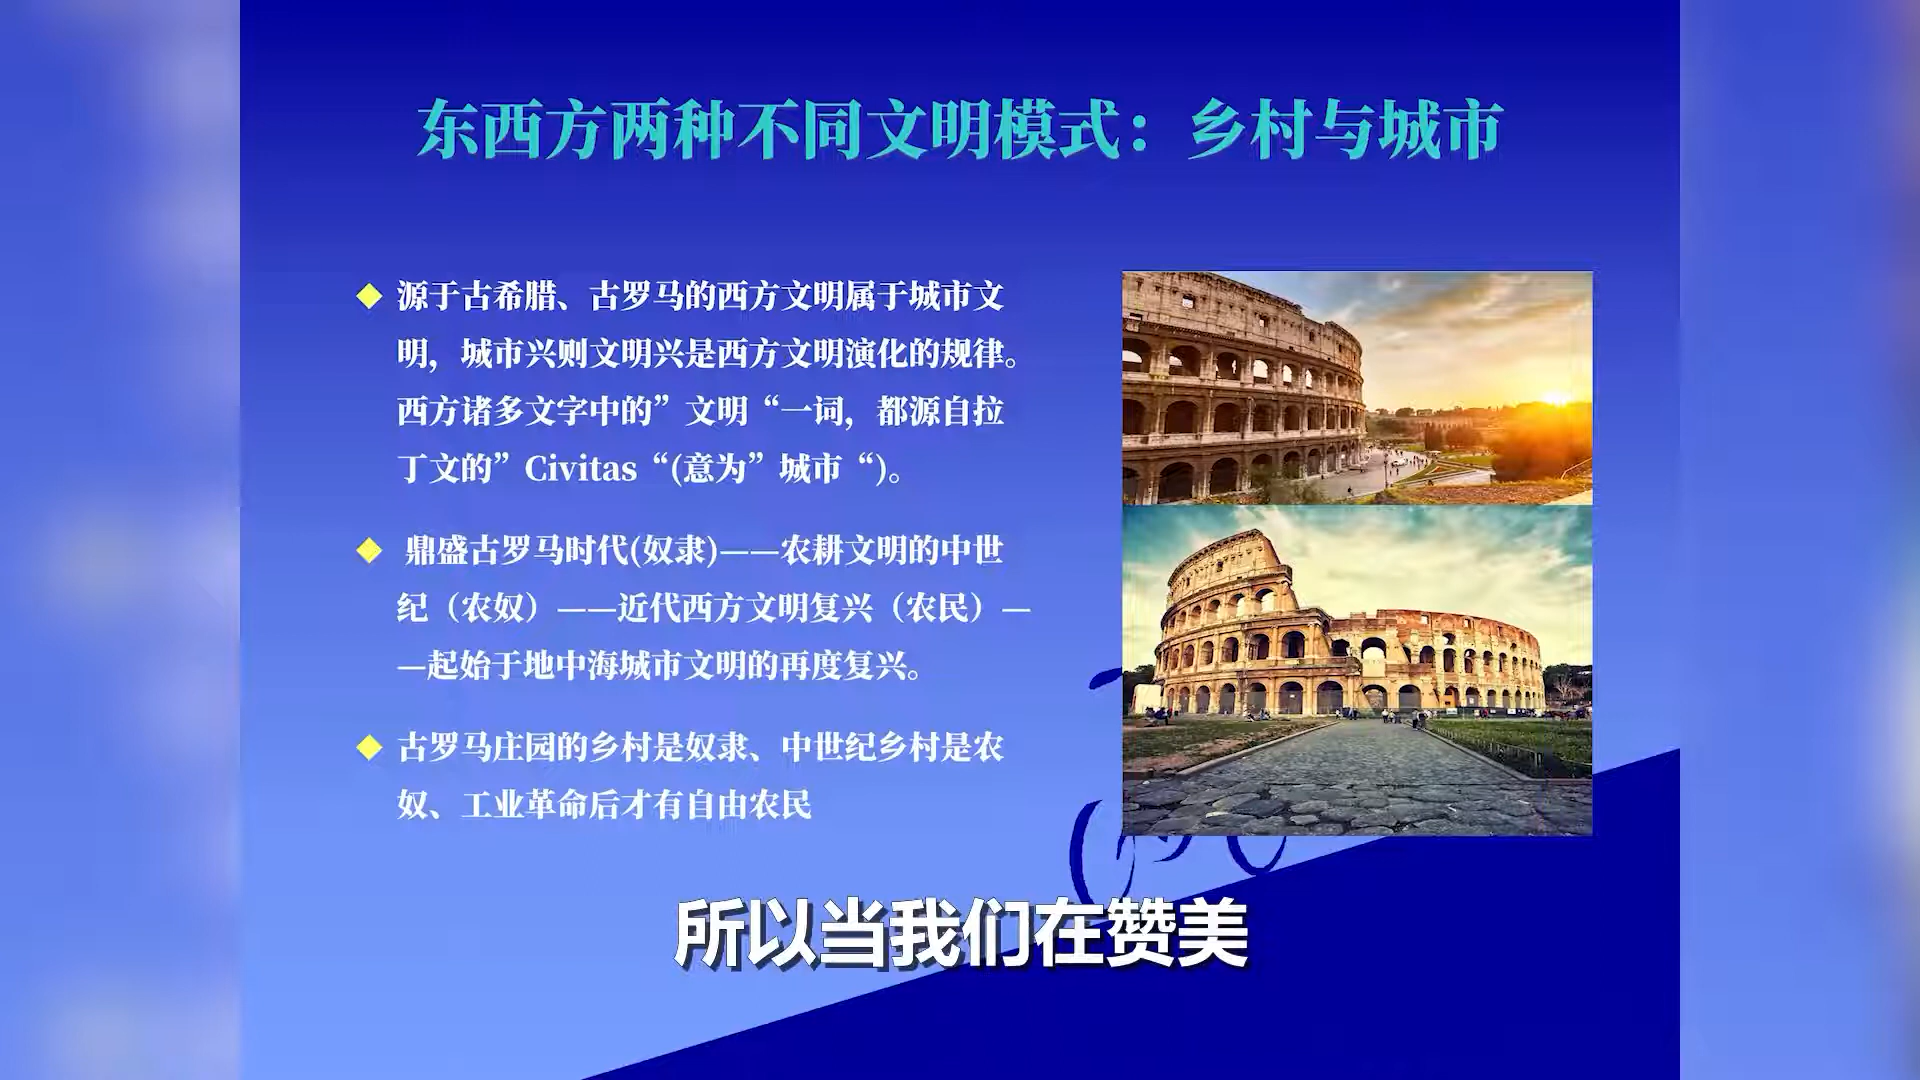 东西方两种不同文明模式：乡村与城市
源于古希腊、古罗马的西方文明属于城市文
明，城市兴则文明兴是西方文明演化的规律。
西方诸多文字中的”文明“一词，都源自拉
丁文的”Civitas“(意为”城市“)。
鼎盛古罗马时代(奴隶)——农耕文明的中世
纪（农奴）——近代西方文明复兴（农民）—
—起始于地中海城市文明的再度复兴。
古罗马庄园的乡村是奴隶、中世纪乡村是农
奴、工业革命后才有自由农民
所以当我们在赞美